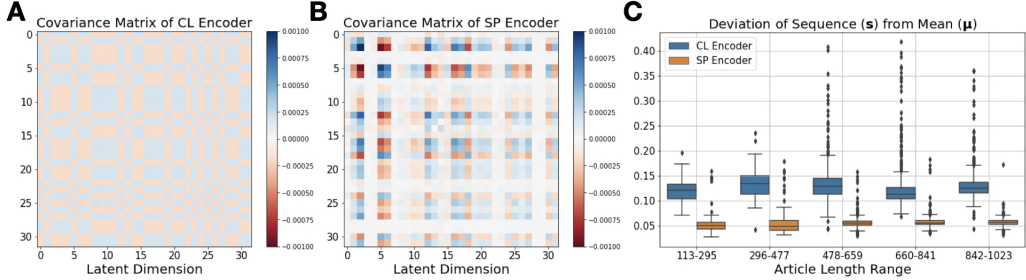 A
Covariance Matrix of CL Encoder
0
5
10
15
20
25
30
0 5 10 15 20 25 30
Latent Dimension
0.00100
0.00075
0.00050
0.00025
0.00000
−0.00025
−0.00050
−0.00075
−0.00100
B
Covariance Matrix of SP Encoder
0
5
10
15
20
25
30
0 5 10 15 20 25 30
Latent Dimension
0.00100
0.00075
0.00050
0.00025
0.00000
−0.00025
−0.00050
−0.00075
−0.00100
C
Deviation of Sequence (s) from Mean (μ)
CL Encoder
SP Encoder
0.40
0.35
0.30
0.25
0.20
0.15
0.10
0.05
113-295 296-477 478-659 660-841 842-1023
Article Length Range